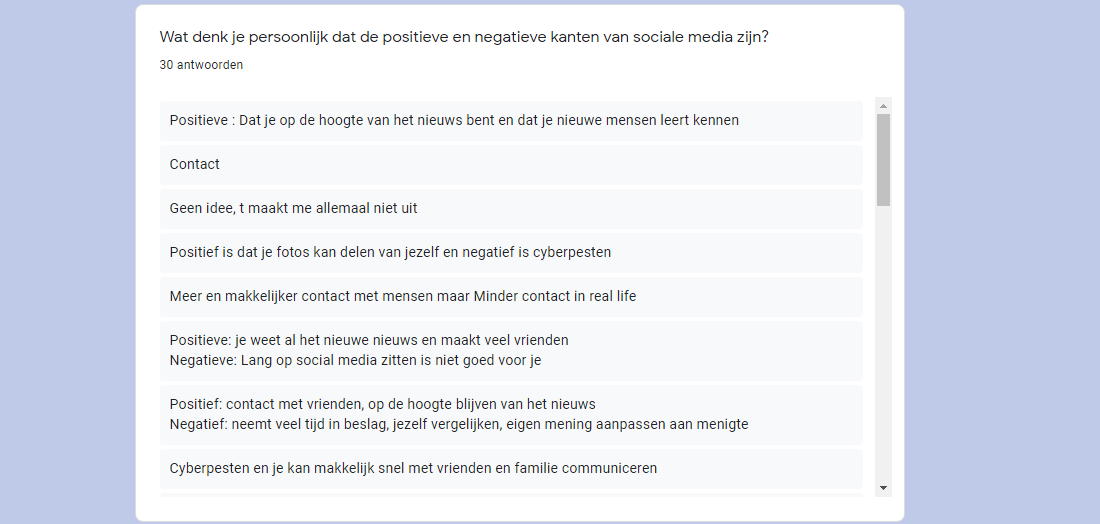 Wat denk je persoonlijk dat de positieve en negatieve kanten van sociale media zijn?
30 antwoorden
Positieve : Dat je op de hoogte van het nieuws bent en dat je nieuwe mensen leert kennen
Contact
Geen idee, t maakt me allemaal niet uit
Positief is dat je fotos kan delen van jezelf en negatief is cyberpesten
Meer en makkelijker contact met mensen maar Minder contact in real life
Positieve: je weet al het nieuwe nieuws en maakt veel vrienden
Negatieve: Lang op social media zitten is niet goed voor je
Positief: contact met vrienden, op de hoogte blijven van het nieuws
Negatief: neemt veel tijd in beslag, jezelf vergelijken, eigen mening aanpassen aan menigte
Cyberpesten en je kan makkelijk snel met vrienden en familie communiceren